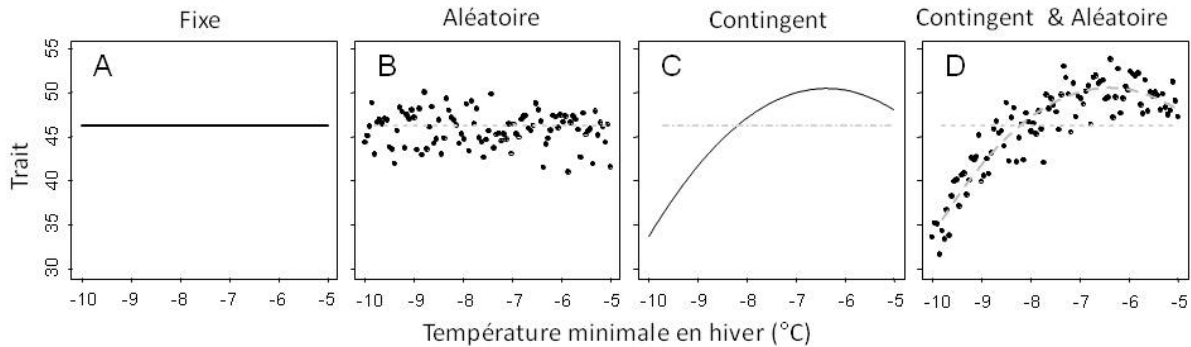 Fixe Aléatoire Contingent Contingent & Aléatoire
A B C D
Trait
55
50
45
40
35
30
-10 -9 -8 -7 -6 -5 -10 -9 -8 -7 -6 -5 -10 -9 -8 -7 -6 -5 -10 -9 -8 -7 -6 -5
Température minimale en hiver (°C)